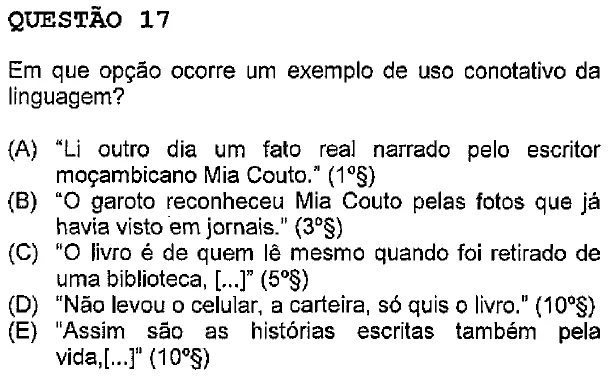 QUESTÃO 17
Em que opção ocorre um exemplo de uso conotativo da
linguagem?
(A) "Li outro dia um fato real narrado pelo escritor
moçambicano Mia Couto." (1º§)
(B) "O garoto reconheceu Mia Couto pelas fotos que já
havia visto em jornais." (3º§)
(C) "O livro é de quem lê mesmo quando foi retirado de
uma biblioteca, [...]" (5º§)
(D) "Não levou o celular, a carteira, só quis o livro." (10º§)
(E) "Assim são as histórias escritas também pela
vida,[...]" (10º§)